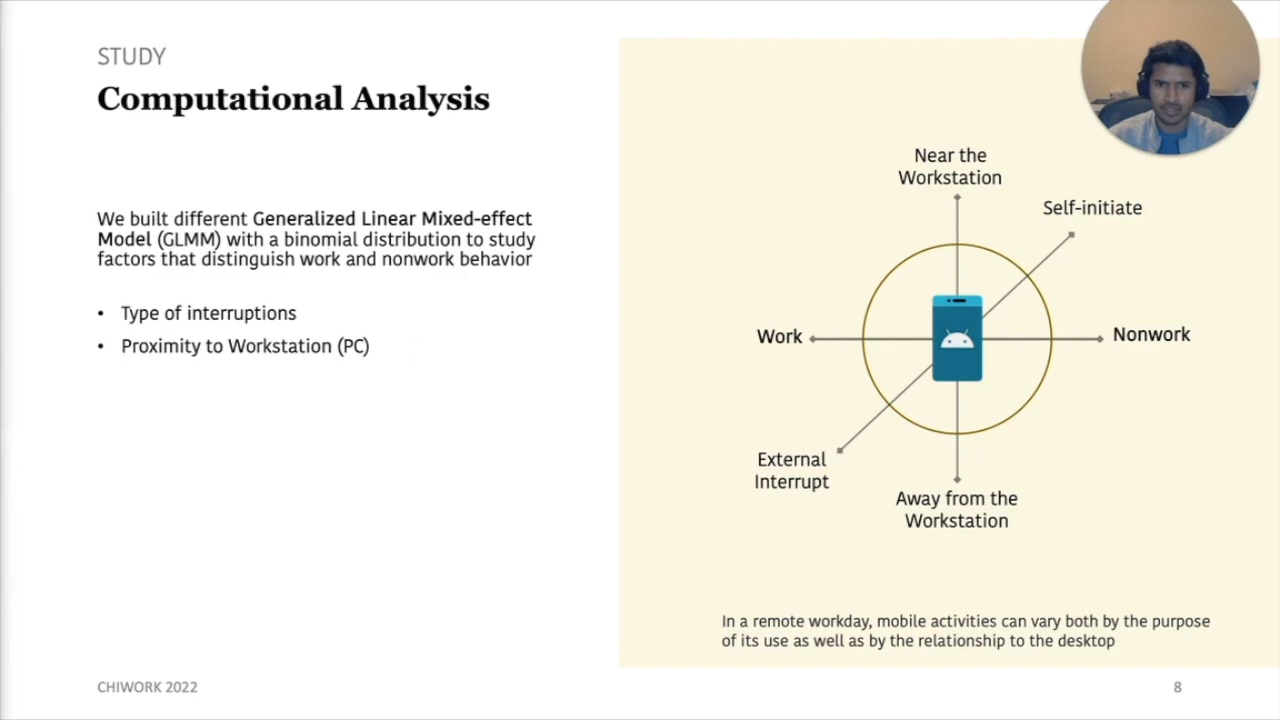 STUDY
Computational Analysis
We built different Generalized Linear Mixed-effect
Model (GLMM) with a binomial distribution to study
factors that distinguish work and nonwork behavior
• Type of interruptions
• Proximity to Workstation (PC)
Near the
Workstation
Self-initiate
Work
Nonwork
External
Interrupt
Away from the
Workstation
In a remote workday, mobile activities can vary both by the purpose
of its use as well as by the relationship to the desktop
CHIWORK 2022
8